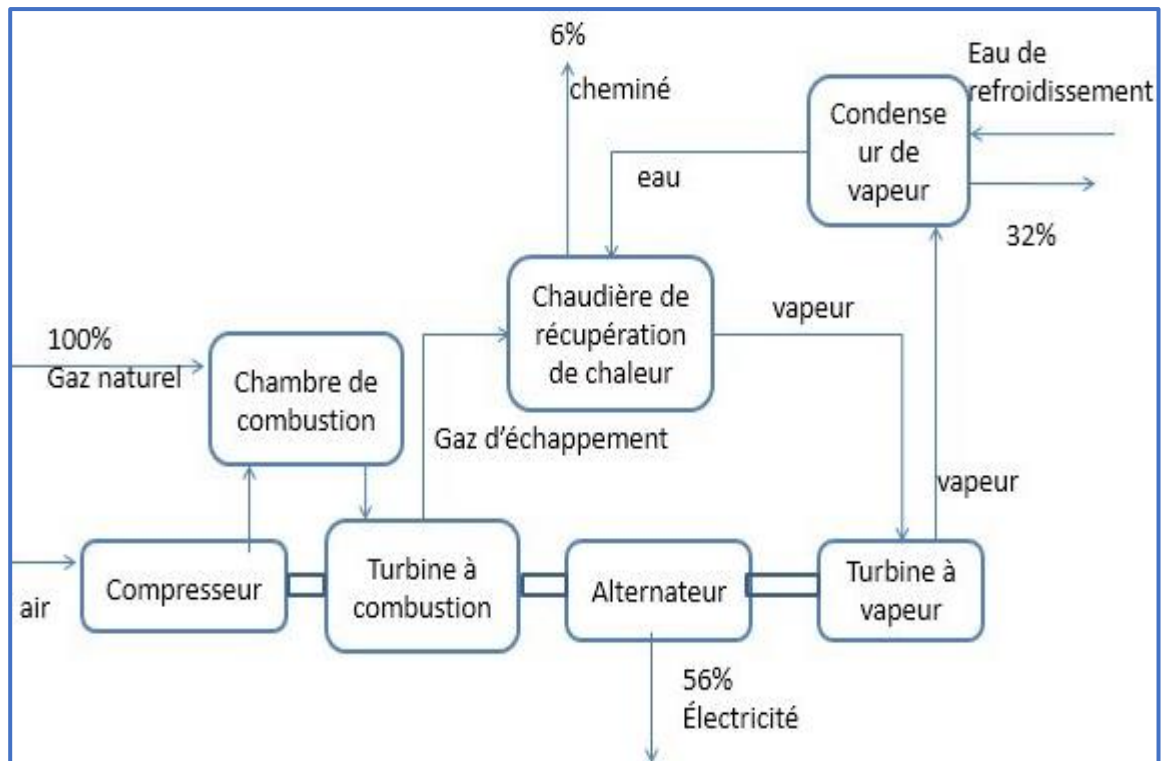 6%
cheminé
Eau de
refroidissement
Condense
ur de
vapeur
eau
32%
Chaudière de
récupération
de chaleur
vapeur
100%
Gaz naturel
Chambre de
combustion
Gaz d'échappement
vapeur
air
Compresseur
Turbine à
combustion
Alternateur
Turbine à
vapeur
56%
Électricité